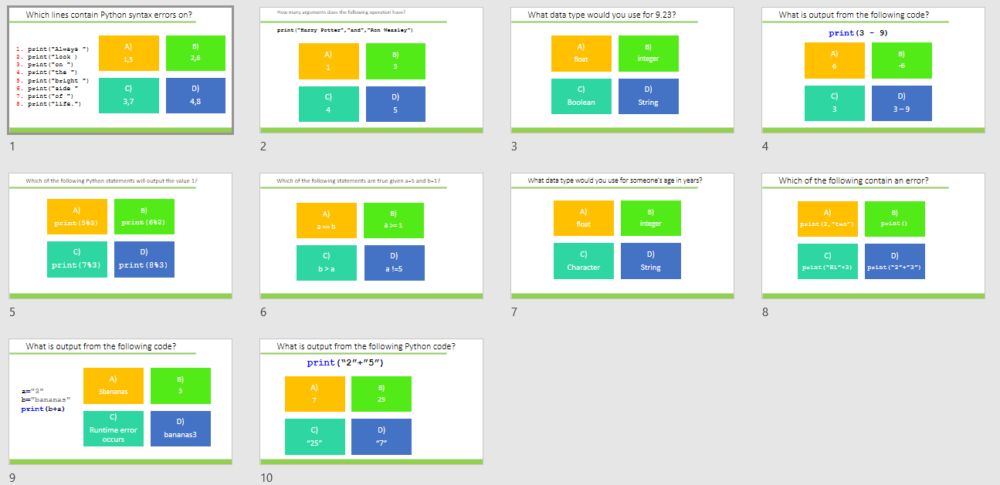 Which lines contain Python syntax errors on?
1. print("Always ")
2. print("look )
3. print("on ")
4. print("the ")
5. print("bright ")
6. print("side "
7. print("of ")
8. print("life.")
A)
1,5
B)
2,6
C)
3,7
D)
4,8
1
How many arguments does the following operation have?
print("Harry Potter","and","Ron Weasley")
A)
1
B)
3
C)
4
D)
5
2
What data type would you use for 9.23?
A)
float
B)
integer
C)
Boolean
D)
String
3
What is output from the following code?
print(3 - 9)
A)
6
B)
-6
C)
3
D)
3 – 9
4
Which of the following Python statements will output the value 1?
A)
print(5%3)
B)
print(6%3)
C)
print(7%3)
D)
print(8%3)
5
Which of the following statements are true given a=5 and b=1?
A)
a == b
B)
a >= 1
C)
b > a
D)
a !=5
6
What data type would you use for someone's age in years?
A)
float
B)
integer
C)
Character
D)
String
7
Which of the following contain an error?
A)
print(2,"two")
B)
print()
C)
print("Hi"+3)
D)
print("2"+"3")
8
What is output from the following code?
a="3"
b="bananas"
print(b+a)
A)
3bananas
B)
3
C)
Runtime error
occurs
D)
bananas3
9
What is output from the following Python code?
print(“2”+”5”)
A)
7
B)
25
C)
“25”
D)
“7”
10